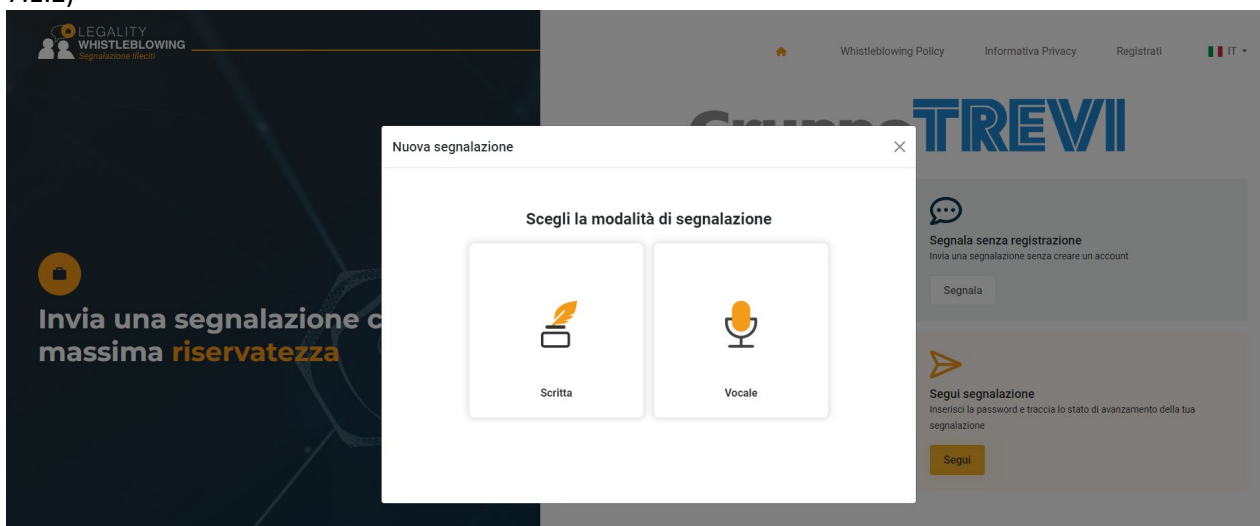 LEGALITY
WHISTLEBLOWING
Segnalazione illeciti
Whistleblowing Policy
Informativa Privacy
Registrati
IT
Gruppo TREVI
Nuova segnalazione
Scegli la modalità di segnalazione
Scritta
Vocale
Invia una segnalazione c
massima riservatezza
Segnala senza registrazione
Invia una segnalazione senza creare un account
Segnala
Segui segnalazione
Inserisci la password e traccia lo stato di avanzamento della tua
segnalazione
Segui